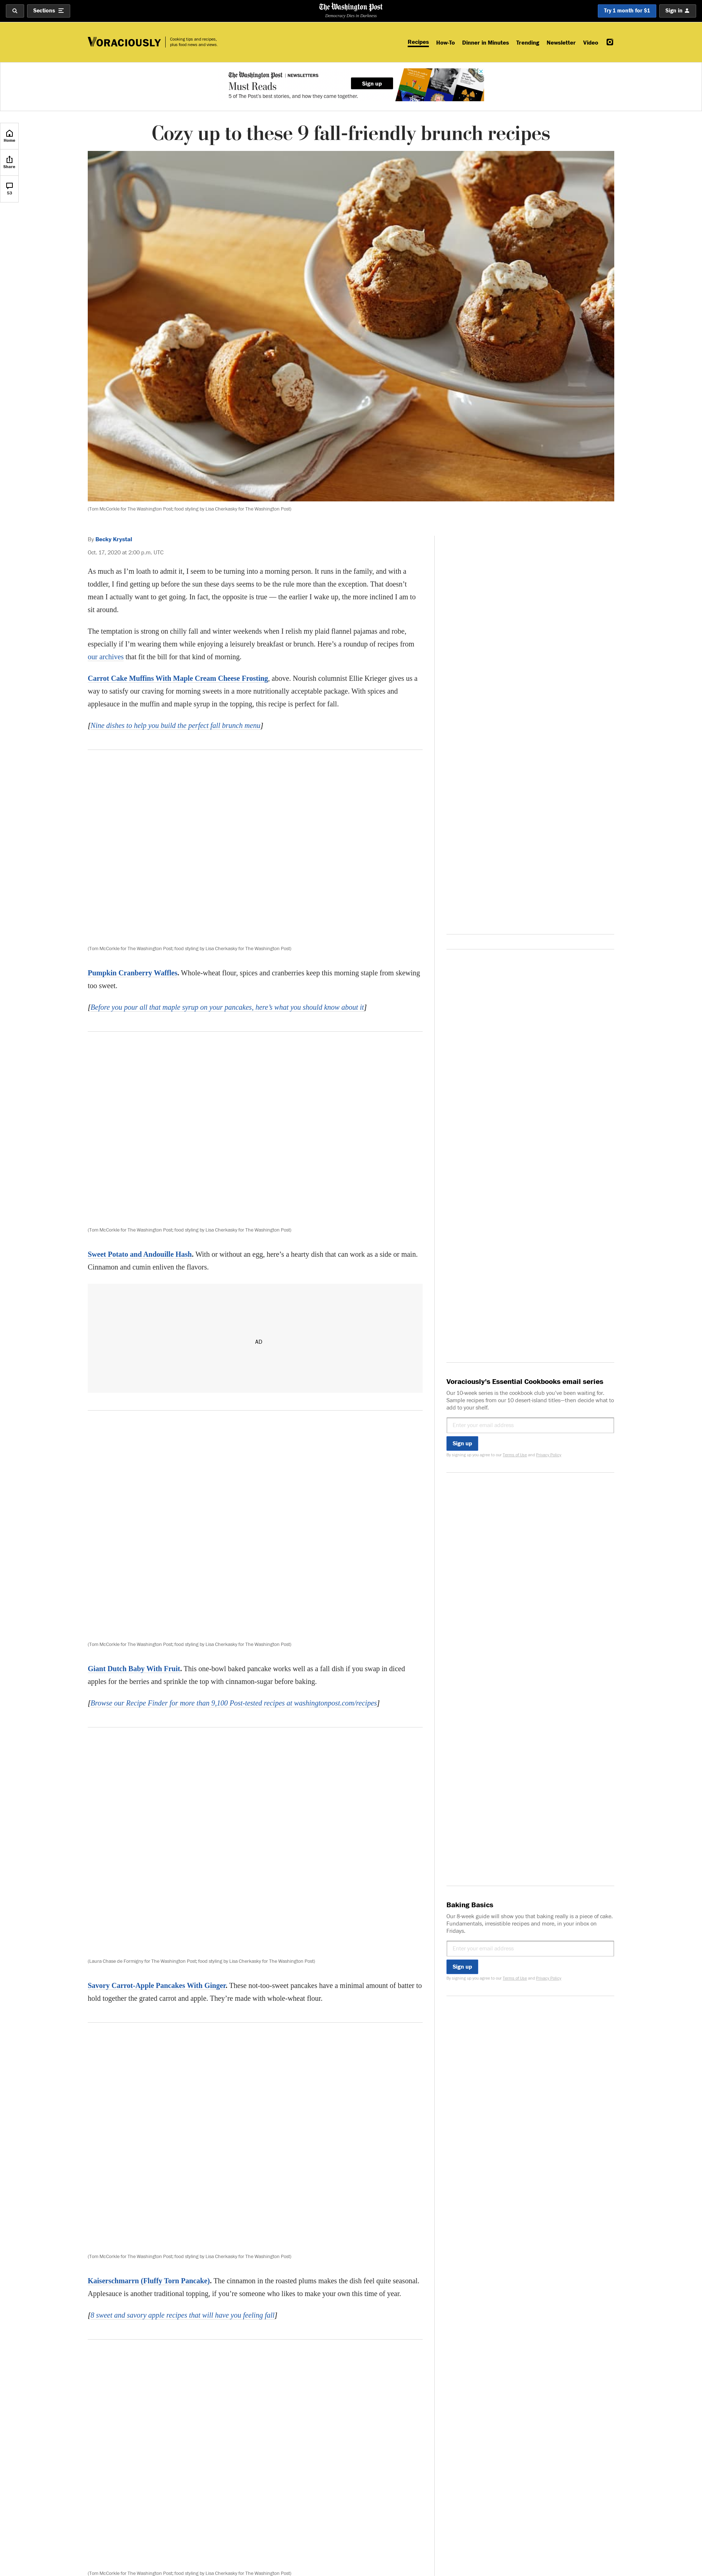 Sections
The Washington Post
Democracy Dies in Darkness
Try 1 month for $1
Sign in
VORACIOUSLY
Cooking tips and recipes,
plus food news and views.
Recipes
How-To
Dinner in Minutes
Trending
Newsletter
Video
The Washington Post | NEWSLETTERS
Must Reads
5 of The Post's best stories, and how they came together.
Sign up
Home
Share
53
Cozy up to these 9 fall-friendly brunch recipes
(Tom McCorkle for The Washington Post; food styling by Lisa Cherkasky for The Washington Post)
By Becky Krystal
Oct. 17, 2020 at 2:00 p.m. UTC
As much as I’m loath to admit it, I seem to be turning into a morning person. It runs in the family, and with a
toddler, I find getting up before the sun these days seems to be the rule more than the exception. That doesn’t
mean I actually want to get going. In fact, the opposite is true — the earlier I wake up, the more inclined I am to
sit around.
The temptation is strong on chilly fall and winter weekends when I relish my plaid flannel pajamas and robe,
especially if I’m wearing them while enjoying a leisurely breakfast or brunch. Here’s a roundup of recipes from
our archives that fit the bill for that kind of morning.
Carrot Cake Muffins With Maple Cream Cheese Frosting, above. Nourish columnist Ellie Krieger gives us a
way to satisfy our craving for morning sweets in a more nutritionally acceptable package. With spices and
applesauce in the muffin and maple syrup in the topping, this recipe is perfect for fall.
[Nine dishes to help you build the perfect fall brunch menu]
(Tom McCorkle for The Washington Post; food styling by Lisa Cherkasky for The Washington Post)
Pumpkin Cranberry Waffles. Whole-wheat flour, spices and cranberries keep this morning staple from skewing
too sweet.
[Before you pour all that maple syrup on your pancakes, here’s what you should know about it]
(Tom McCorkle for The Washington Post; food styling by Lisa Cherkasky for The Washington Post)
Sweet Potato and Andouille Hash. With or without an egg, here’s a hearty dish that can work as a side or main.
Cinnamon and cumin enliven the flavors.
AD
Voraciously's Essential Cookbooks email series
Our 10-week series is the cookbook club you've been waiting for.
Sample recipes from our 10 desert-island titles—then decide what to
add to your shelf.
Enter your email address
Sign up
By signing up you agree to our Terms of Use and Privacy Policy
(Tom McCorkle for The Washington Post; food styling by Lisa Cherkasky for The Washington Post)
Giant Dutch Baby With Fruit. This one-bowl baked pancake works well as a fall dish if you swap in diced
apples for the berries and sprinkle the top with cinnamon-sugar before baking.
[Browse our Recipe Finder for more than 9,100 Post-tested recipes at washingtonpost.com/recipes]
Baking Basics
Our 8-week guide will show you that baking really is a piece of cake.
Fundamentals, irresistible recipes and more, in your inbox on
Fridays.
Enter your email address
Sign up
By signing up you agree to our Terms of Use and Privacy Policy
(Laura Chase de Formigny for The Washington Post; food styling by Lisa Cherkasky for The Washington Post)
Savory Carrot-Apple Pancakes With Ginger. These not-too-sweet pancakes have a minimal amount of batter to
hold together the grated carrot and apple. They’re made with whole-wheat flour.
(Tom McCorkle for The Washington Post; food styling by Lisa Cherkasky for The Washington Post)
Kaiserschmarrn (Fluffy Torn Pancake). The cinnamon in the roasted plums makes the dish feel quite seasonal.
Applesauce is another traditional topping, if you’re someone who likes to make your own this time of year.
[8 sweet and savory apple recipes that will have you feeling fall]
(Tom McCorkle for The Washington Post; food styling by Lisa Cherkasky for The Washington Post)